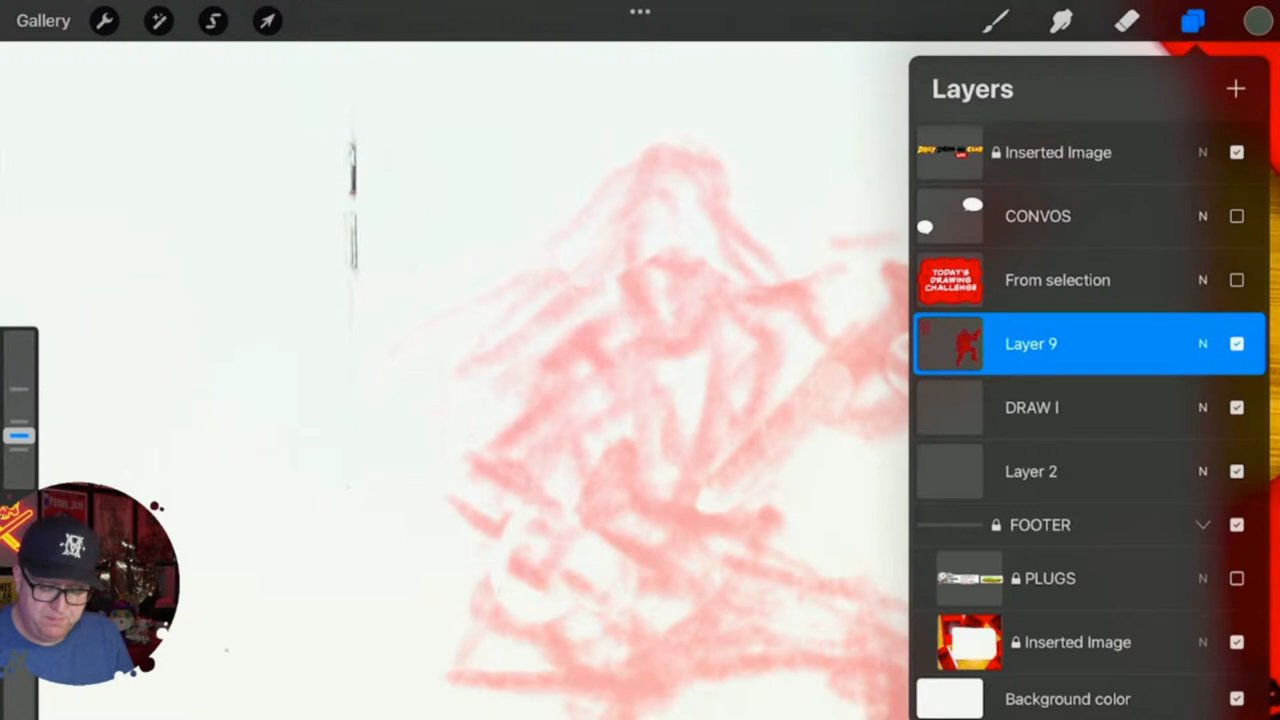 Gallery
Layers
Inserted Image N
CONVOS N
TODAY'S
DRAWING
CHALLENGE
From selection N
Layer 9 N
DRAW I N
Layer 2 N
FOOTER
PLUGS N
Inserted Image N
Background color